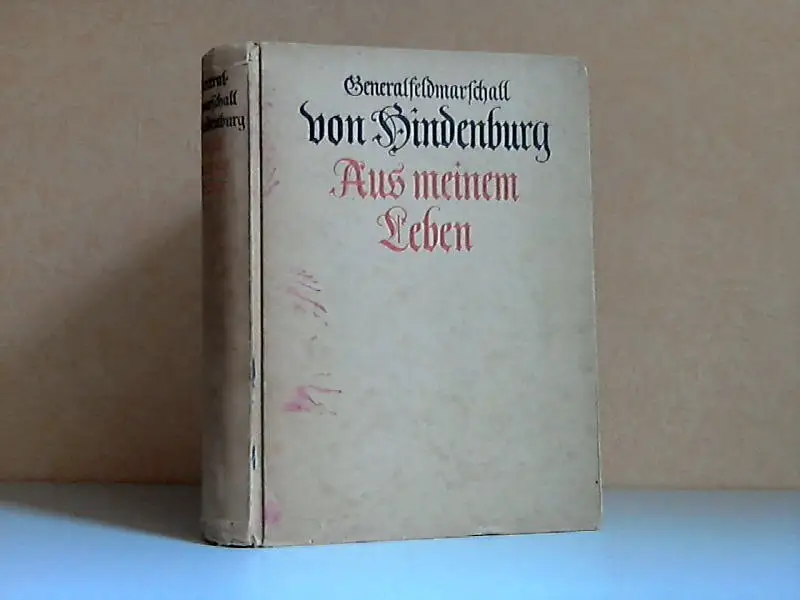 Generalfeldmarschall
von Hindenburg
Aus meinem
Leben